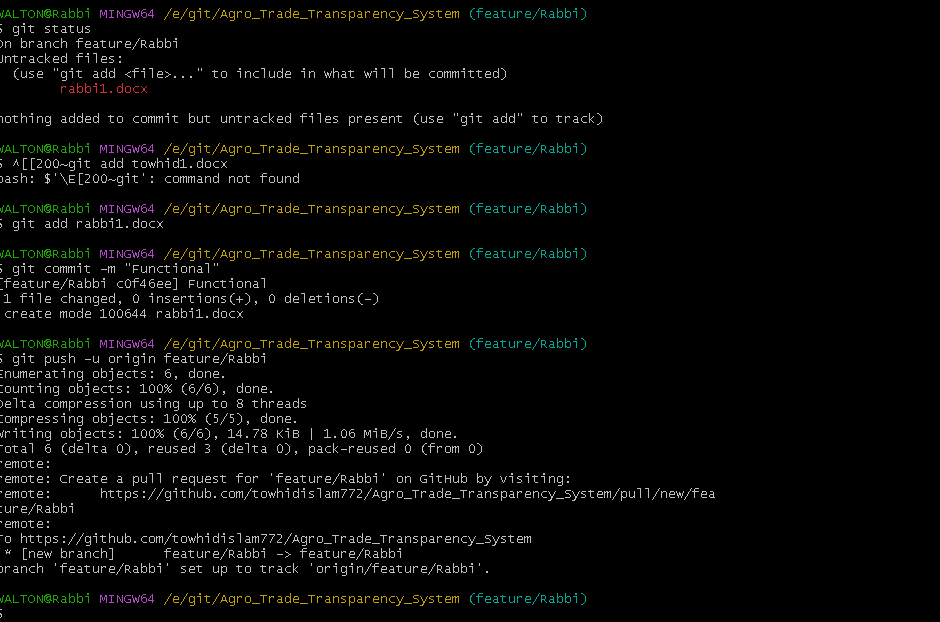 WALTON@Rabbi MINGW64 /e/git/Agro_Trade_Transparency_System (feature/Rabbi)
$ git status
On branch feature/Rabbi
Untracked files:
  (use "git add <file>..." to include in what will be committed)
        rabbi1.docx

nothing added to commit but untracked files present (use "git add" to track)

WALTON@Rabbi MINGW64 /e/git/Agro_Trade_Transparency_System (feature/Rabbi)
$ ^[[200~git add towhid1.docx
bash: $'\E[200~git': command not found

WALTON@Rabbi MINGW64 /e/git/Agro_Trade_Transparency_System (feature/Rabbi)
$ git add rabbi1.docx

WALTON@Rabbi MINGW64 /e/git/Agro_Trade_Transparency_System (feature/Rabbi)
$ git commit -m "Functional"
[feature/Rabbi c0f46ee] Functional
 1 file changed, 0 insertions(+), 0 deletions(-)
 create mode 100644 rabbi1.docx

WALTON@Rabbi MINGW64 /e/git/Agro_Trade_Transparency_System (feature/Rabbi)
$ git push -u origin feature/Rabbi
Enumerating objects: 6, done.
Counting objects: 100% (6/6), done.
Delta compression using up to 8 threads
Compressing objects: 100% (5/5), done.
Writing objects: 100% (6/6), 14.78 KiB | 1.06 MiB/s, done.
Total 6 (delta 0), reused 3 (delta 0), pack-reused 0 (from 0)
remote:
remote: Create a pull request for 'feature/Rabbi' on GitHub by visiting:
remote:      https://github.com/towhidislam772/Agro_Trade_Transparency_System/pull/new/fea
ture/Rabbi
remote:
To https://github.com/towhidislam772/Agro_Trade_Transparency_System
 * [new branch]      feature/Rabbi -> feature/Rabbi
branch 'feature/Rabbi' set up to track 'origin/feature/Rabbi'.

WALTON@Rabbi MINGW64 /e/git/Agro_Trade_Transparency_System (feature/Rabbi)
$